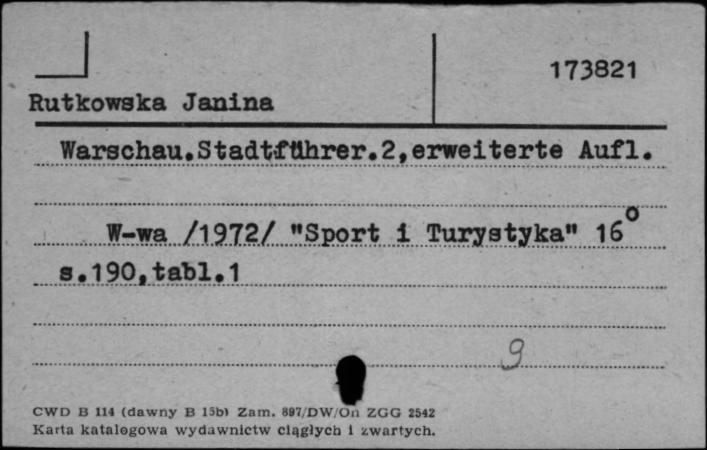 173821
Rutkowska Janina
Warschau.Stadtführer.2,erweiterte Aufl.
W-wa /1972/ "Sport i Turystyka" 16°
s.190,tabl.1
9
CWD B 114 (dawny B 15b) Zam. 897/DW/On ZGG 2542
Karta katalogowa wydawnictw ciągłych i zwartych.